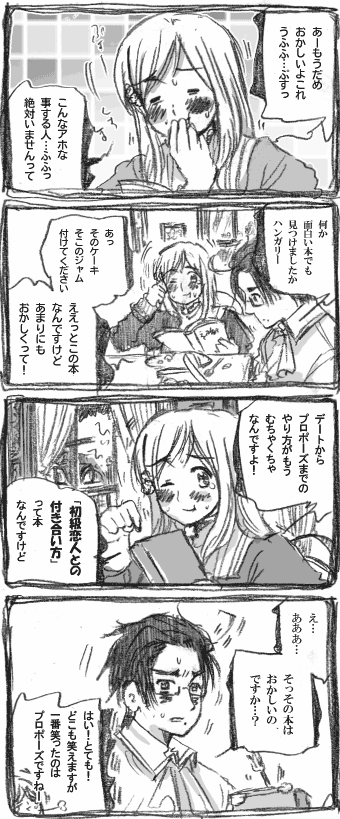 あーもうだめ
おかしいよこれ
うふふ…ぷすっ
こんなアホな
事する人…ふふっ
絶対いませんって
何か
面白い本でも
見つけましたか
ハンガリー
あっ
そのケーキ
そこのジャム
付けてください
ええっとこの本
なんですけど
あまりにも
おかしくって！
デートから
プロポーズまでの
やり方がもう
むちゃくちゃ
なんですよ！
「初級恋人との
付き合い方」
って本
なんですけど
え…
あああ…
そっその本は
おかしいの
ですか…？
はい！とても！
どこも笑えますが
一番笑ったのは
プロポーズですねー